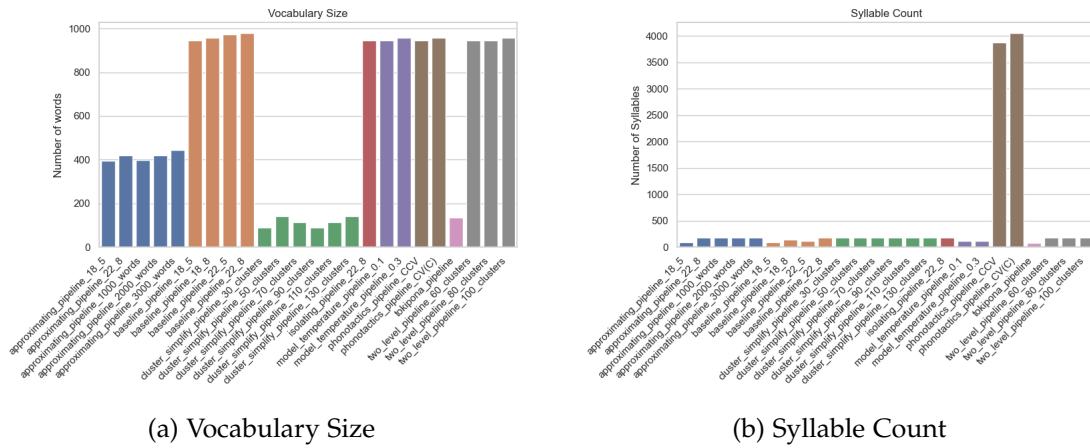 Vocabulary Size
Number of words
1000
800
600
400
200
0
approximating_pipeline_18_5
approximating_pipeline_22_8
approximating_pipeline_1000_words
approximating_pipeline_2000_words
approximating_pipeline_3000_words
baseline_pipeline_18_5
baseline_pipeline_18_8
baseline_pipeline_22_5
baseline_pipeline_22_8
cluster_simplify_pipeline_30_clusters
cluster_simplify_pipeline_50_clusters
cluster_simplify_pipeline_70_clusters
cluster_simplify_pipeline_90_clusters
cluster_simplify_pipeline_110_clusters
cluster_simplify_pipeline_130_clusters
isolating_pipeline_22_8
model_temperature_pipeline_0.1
model_temperature_pipeline_0.3
phonotactics_pipeline_CCV
phonotactics_pipeline_CV(C)
tokipona_pipeline
two_level_pipeline_60_clusters
two_level_pipeline_80_clusters
two_level_pipeline_100_clusters
(a) Vocabulary Size
Syllable Count
Number of Syllables
4000
3500
3000
2500
2000
1500
1000
500
0
approximating_pipeline_18_5
approximating_pipeline_22_8
approximating_pipeline_1000_words
approximating_pipeline_2000_words
approximating_pipeline_3000_words
baseline_pipeline_18_5
baseline_pipeline_18_8
baseline_pipeline_22_5
baseline_pipeline_22_8
cluster_simplify_pipeline_30_clusters
cluster_simplify_pipeline_50_clusters
cluster_simplify_pipeline_70_clusters
cluster_simplify_pipeline_90_clusters
cluster_simplify_pipeline_110_clusters
cluster_simplify_pipeline_130_clusters
isolating_pipeline_22_8
model_temperature_pipeline_0.1
model_temperature_pipeline_0.3
phonotactics_pipeline_CCV
phonotactics_pipeline_CV(C)
tokipona_pipeline
two_level_pipeline_60_clusters
two_level_pipeline_80_clusters
two_level_pipeline_100_clusters
(b) Syllable Count